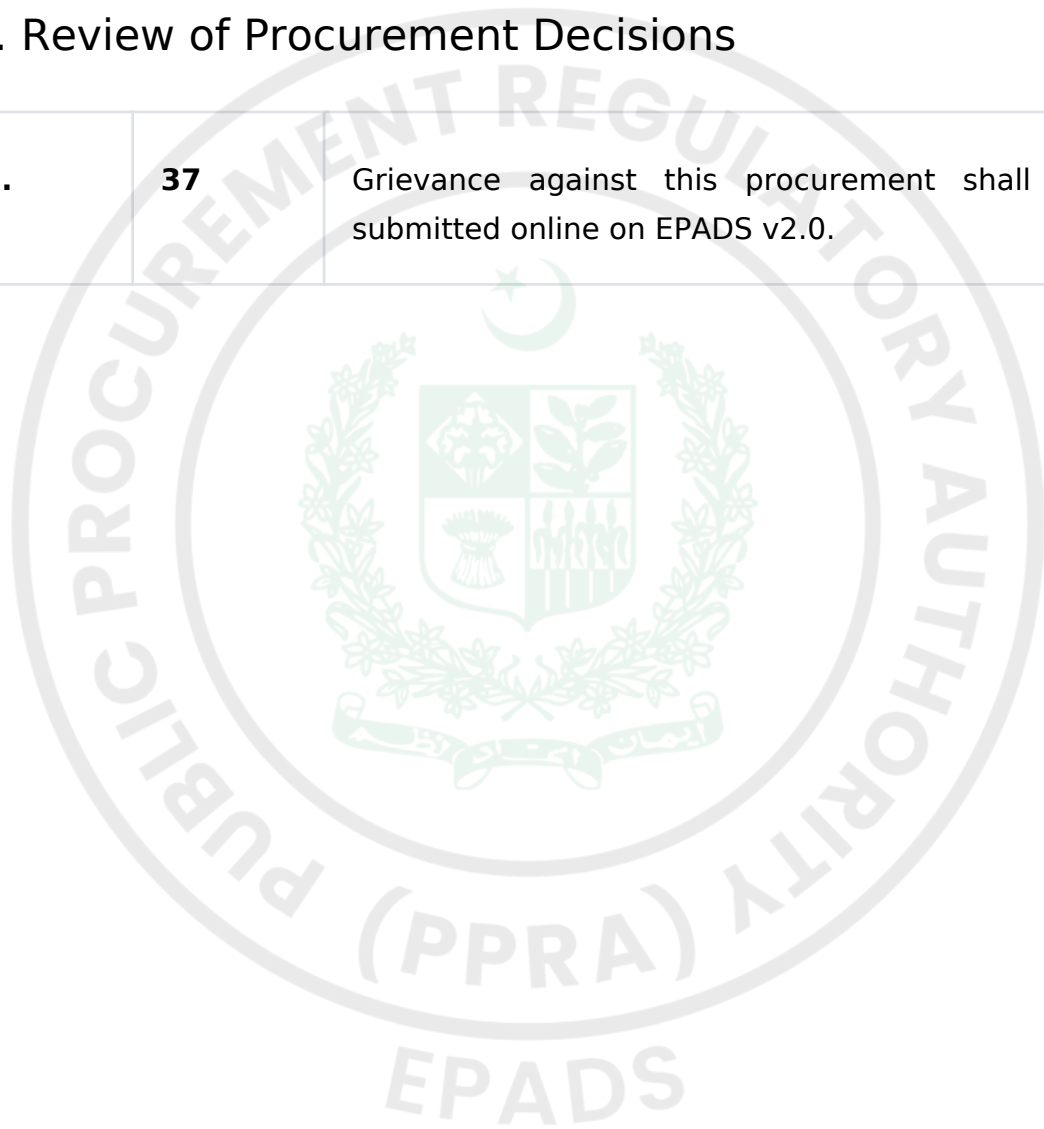 . Review of Procurement Decisions
. 37 Grievance against this procurement shall
submitted online on EPADS v2.0.
PUBLIC PROCUREMENT REGULATORY AUTHORITY
(PPRA)
EPADS